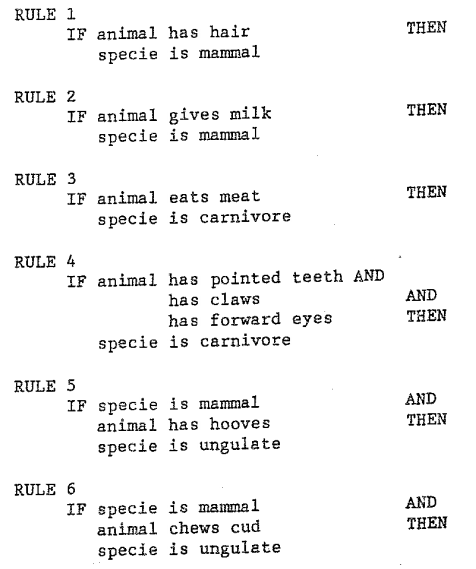 RULE 1
IF animal has hair THEN
specie is mammal
RULE 2
IF animal gives milk THEN
specie is mammal
RULE 3
IF animal eats meat THEN
specie is carnivore
RULE 4
IF animal has pointed teeth AND
has claws AND
has forward eyes THEN
specie is carnivore
RULE 5
IF specie is mammal AND
animal has hooves THEN
specie is ungulate
RULE 6
IF specie is mammal AND
animal chews cud THEN
specie is ungulate